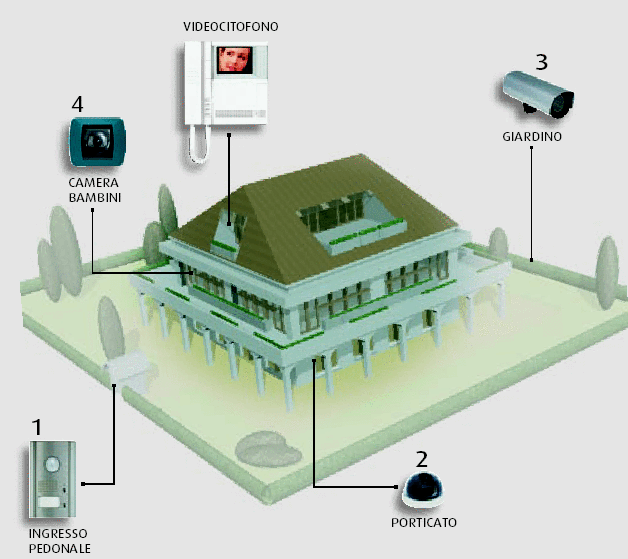 VIDEOCITOFONO
3
GIARDINO
4
CAMERA
BAMBINI
1
INGRESSO
PEDONALE
2
PORTICATO